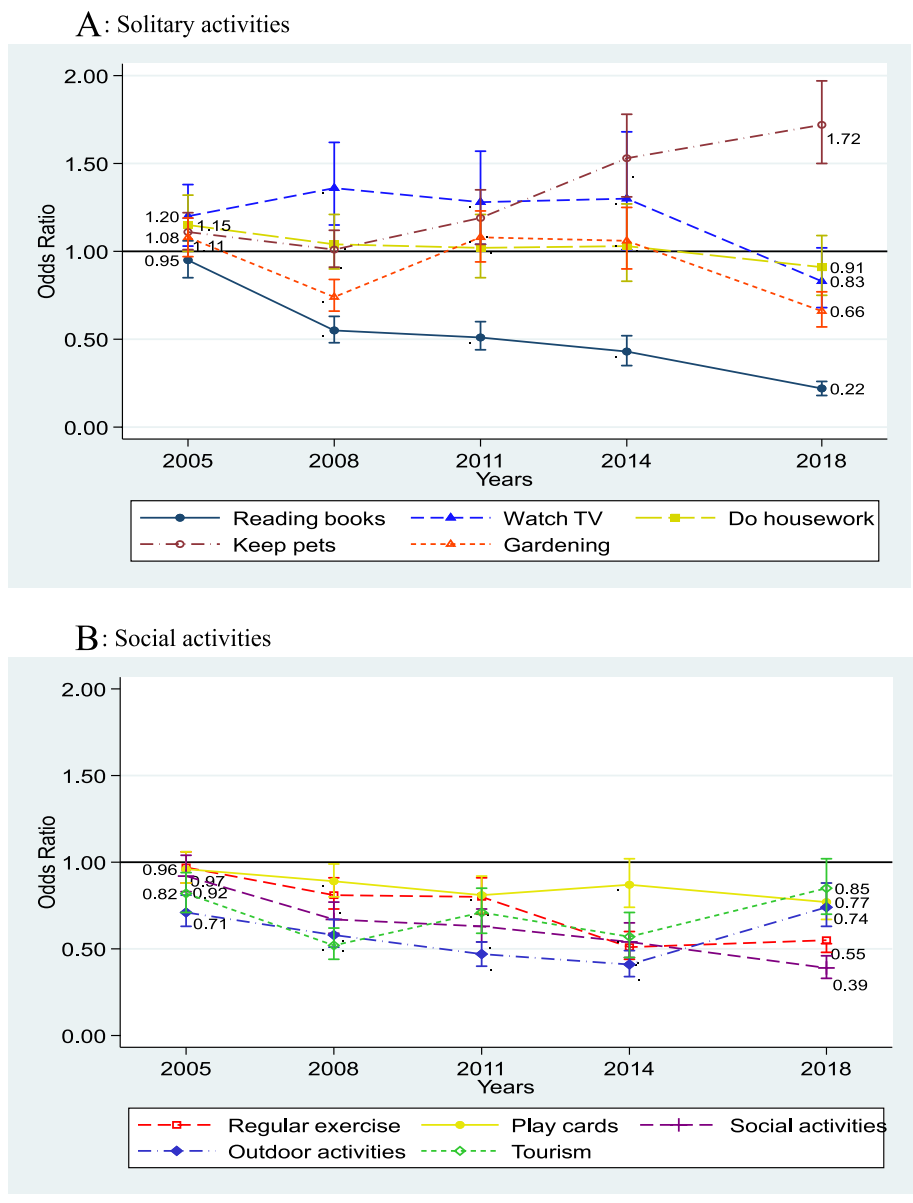 A: Solitary activities
2.00
1.50
1.00
0.50
0.00
Odds Ratio
1.20
1.15
1.08
1.11
0.95
1.72
0.91
0.83
0.66
0.22
2005 2008 2011 2014 2018
Years
Reading books Watch TV Do housework
Keep pets Gardening
B: Social activities
2.00
1.50
1.00
0.50
0.00
Odds Ratio
0.96
0.97
0.82
0.92
0.71
0.85
0.77
0.74
0.55
0.39
2005 2008 2011 2014 2018
Years
Regular exercise Play cards Social activities
Outdoor activities Tourism